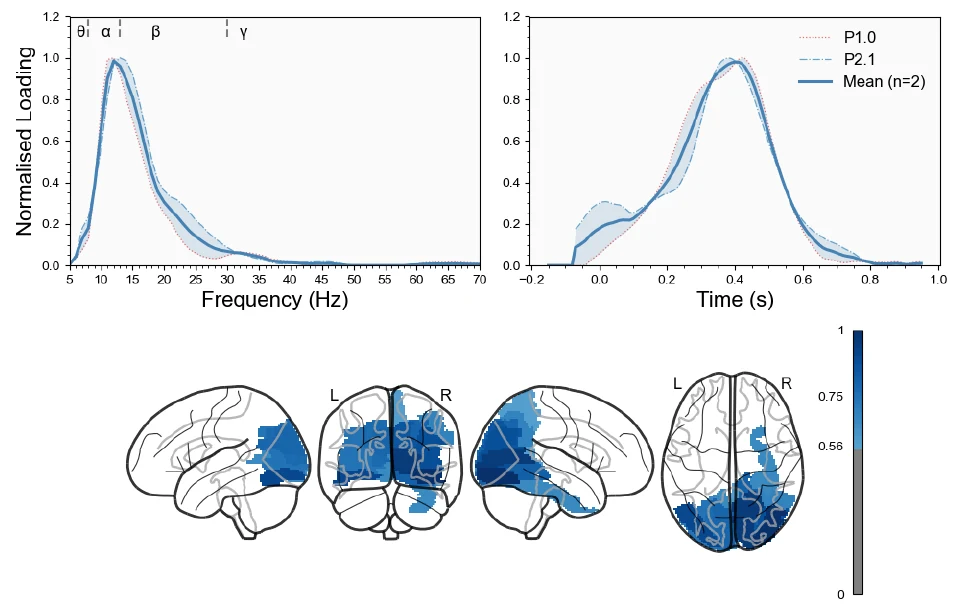 1.2
1.0
0.8
0.6
0.4
0.2
0.0
Normalised Loading
θ α β γ
5 10 15 20 25 30 35 40 45 50 55 60 65 70
Frequency (Hz)
1.2
1.0
0.8
0.6
0.4
0.2
0.0
P1.0
P2.1
Mean (n=2)
−0.2 0.0 0.2 0.4 0.6 0.8 1.0
Time (s)
L R
L R
1
0.75
0.56
0